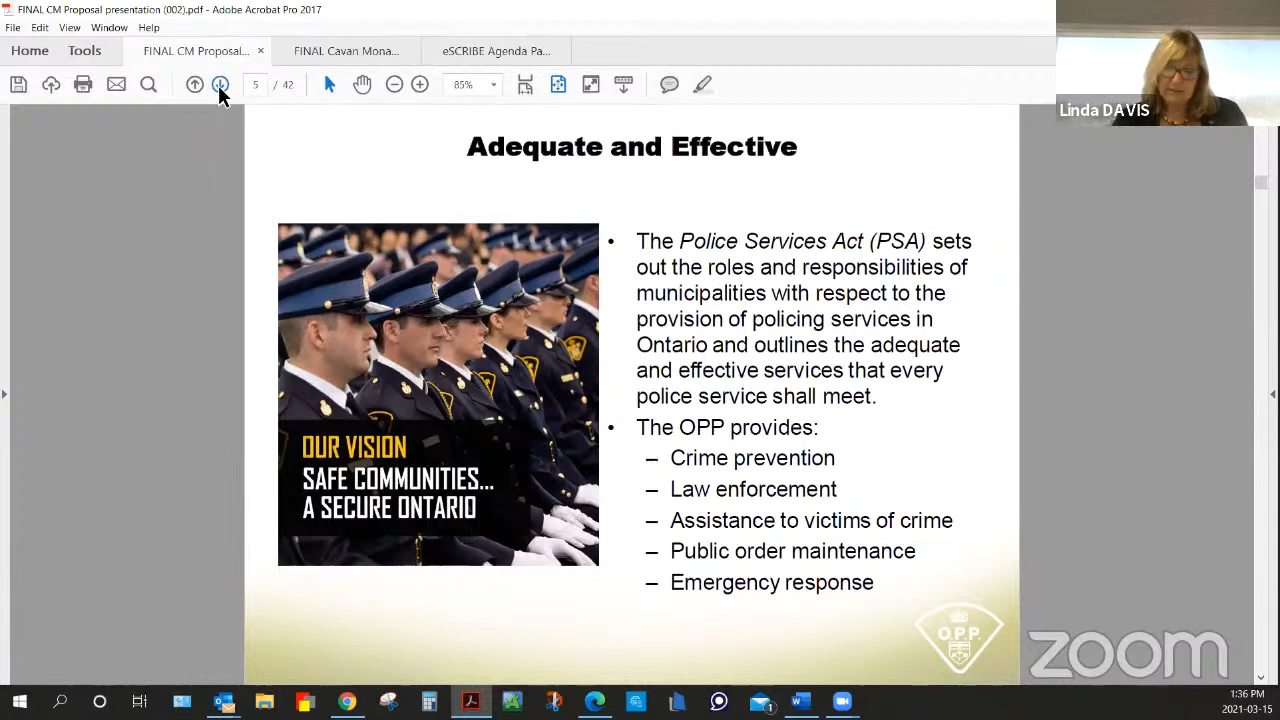 FINAL CM Proposal presentation (002).pdf - Adobe Acrobat Pro 2017
File Edit View Window Help
Home Tools FINAL CM Proposal... × FINAL Cavan Mona... eSCRIBE Agenda Pa...
5 / 42 85%
Linda DAVIS
Adequate and Effective
• The Police Services Act (PSA) sets
out the roles and responsibilities of
municipalities with respect to the
provision of policing services in
Ontario and outlines the adequate
and effective services that every
police service shall meet.
• The OPP provides:
– Crime prevention
– Law enforcement
– Assistance to victims of crime
– Public order maintenance
– Emergency response
OUR VISION
SAFE COMMUNITIES...
A SECURE ONTARIO
O.P.P.
zoom
1:36 PM
2021-03-15